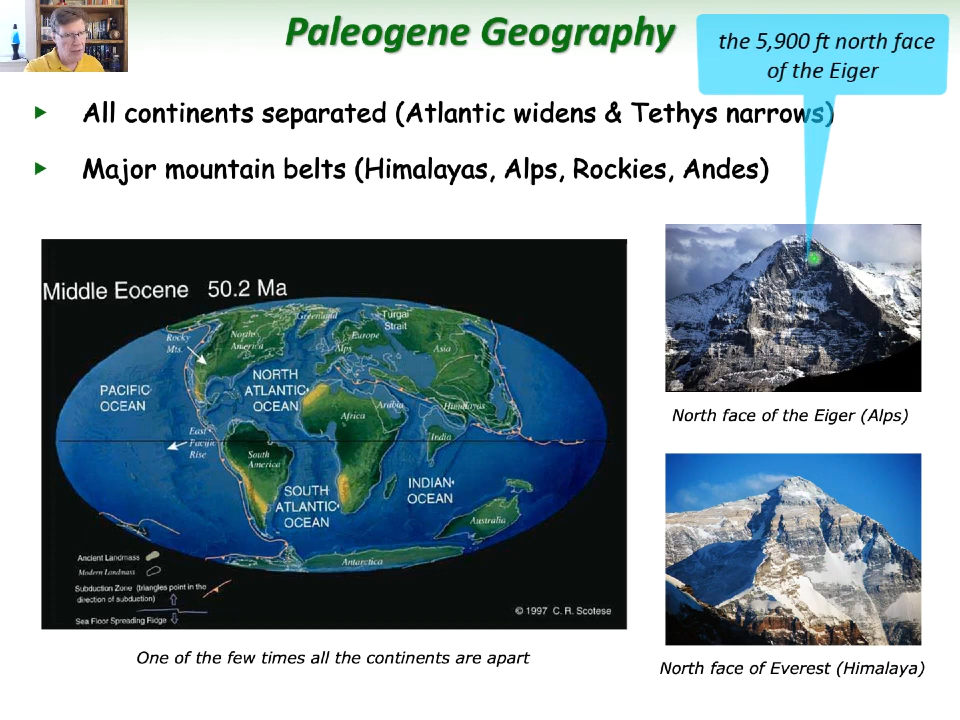 Paleogene Geography
the 5,900 ft north face
of the Eiger
All continents separated (Atlantic widens & Tethys narrows)
Major mountain belts (Himalayas, Alps, Rockies, Andes)
Middle Eocene 50.2 Ma
Greenland
Turgai
Strait
Rocky
Mts.
North
America
Europe
Alps
Asia
PACIFIC
OCEAN
NORTH
ATLANTIC
OCEAN
Africa
Arabia
Himalayas
East
Pacific
Rise
India
South
America
SOUTH
ATLANTIC
OCEAN
INDIAN
OCEAN
Australia
Antarctica
Ancient Landmass
Modern Landmass
Subduction Zone (triangles point in the
direction of subduction)
Sea Floor Spreading Ridge
© 1997 C. R. Scotese
One of the few times all the continents are apart
North face of the Eiger (Alps)
North face of Everest (Himalaya)